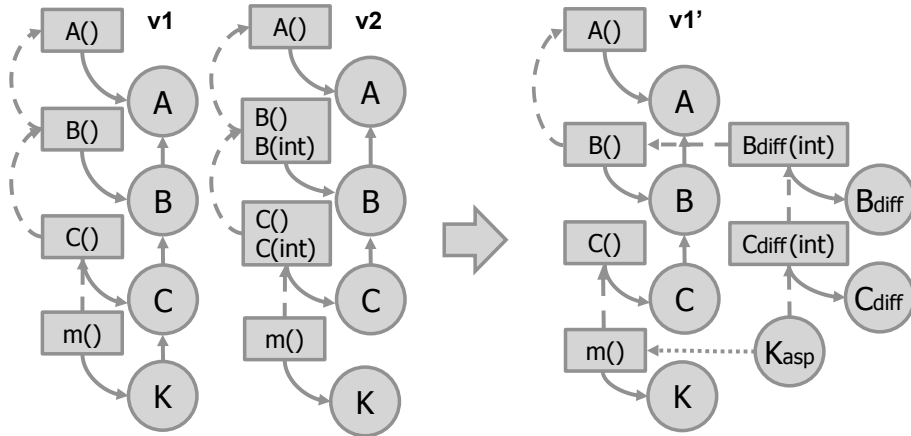 v1
A()
A
B()
B
C()
C
m()
K
v2
A()
A
B()
B(int)
B
C()
C(int)
C
m()
K
v1’
A()
A
B()
Bdiff(int)
B
Bdiff
C()
Cdiff(int)
C
Cdiff
m()
Kasp
K